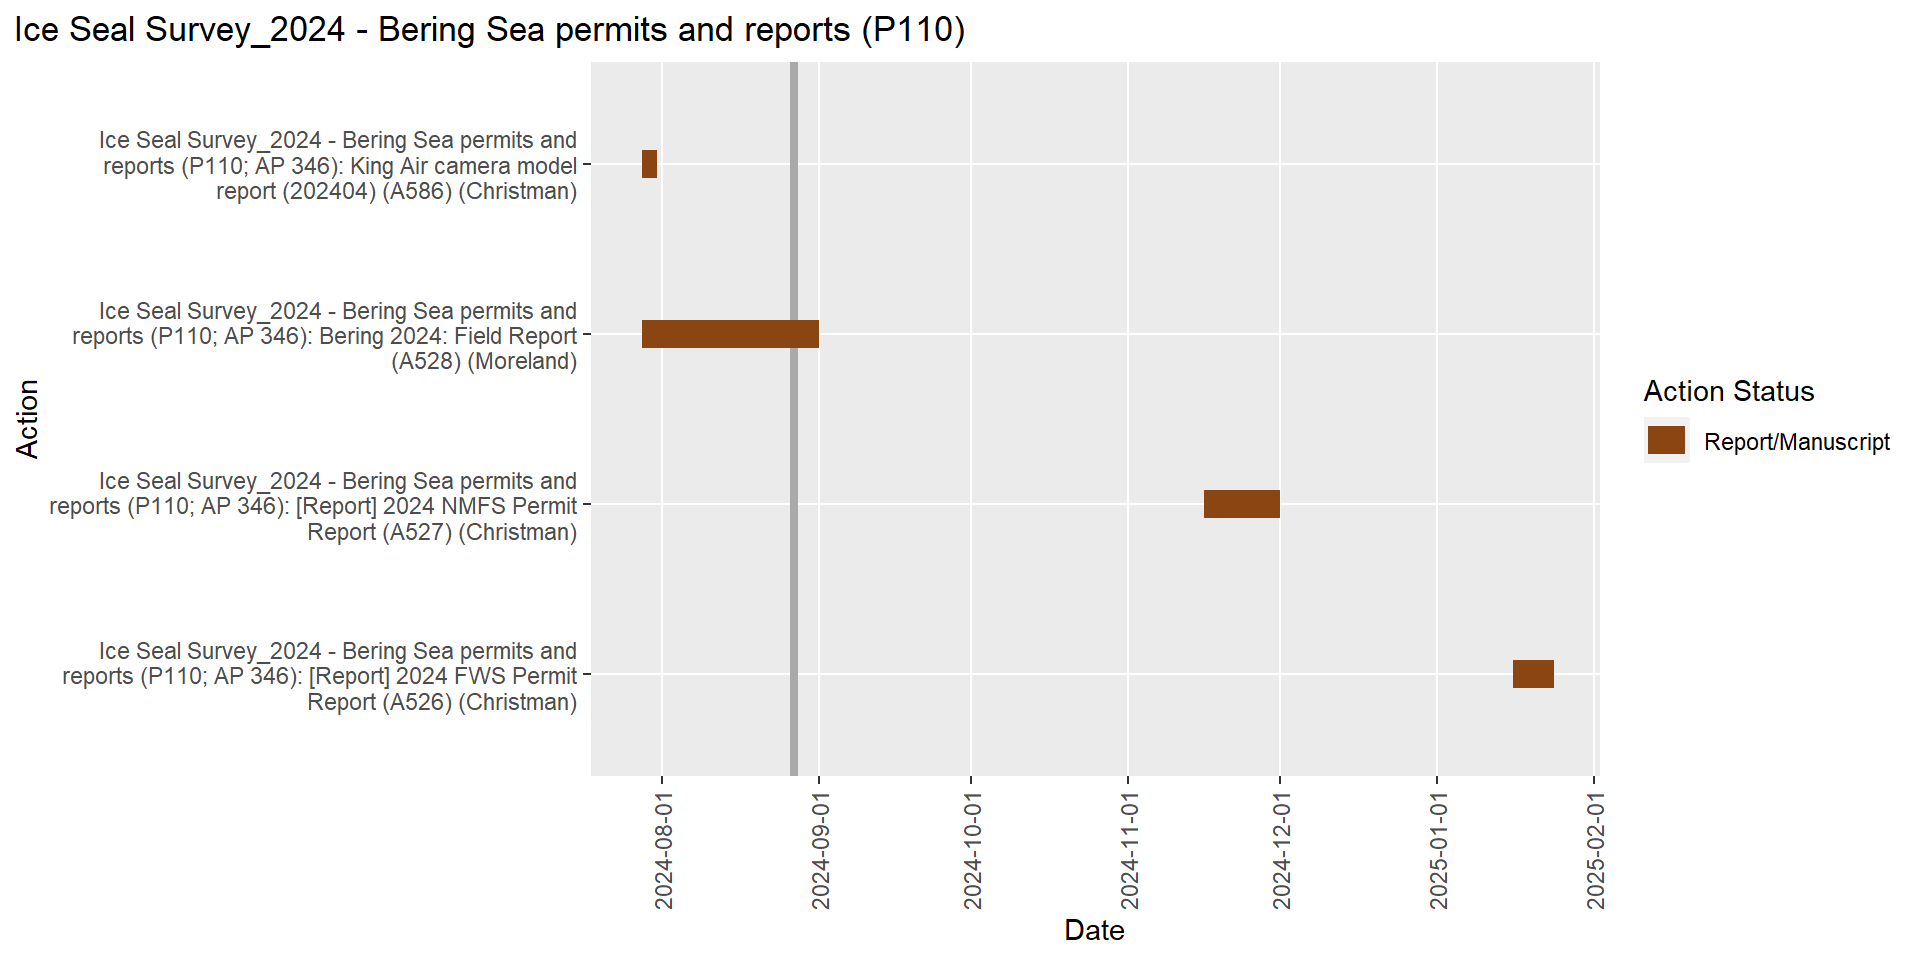 Ice Seal Survey_2024 - Bering Sea permits and reports (P110)
Ice Seal Survey_2024 - Bering Sea permits and
reports (P110; AP 346): King Air camera model
report (202404) (A586) (Christman)
Ice Seal Survey_2024 - Bering Sea permits and
reports (P110; AP 346): Bering 2024: Field Report
(A528) (Moreland)
Ice Seal Survey_2024 - Bering Sea permits and
reports (P110; AP 346): [Report] 2024 NMFS Permit
Report (A527) (Christman)
Ice Seal Survey_2024 - Bering Sea permits and
reports (P110; AP 346): [Report] 2024 FWS Permit
Report (A526) (Christman)
Action
2024-08-01
2024-09-01
2024-10-01
2024-11-01
2024-12-01
2025-01-01
2025-02-01
Date
Action Status
Report/Manuscript